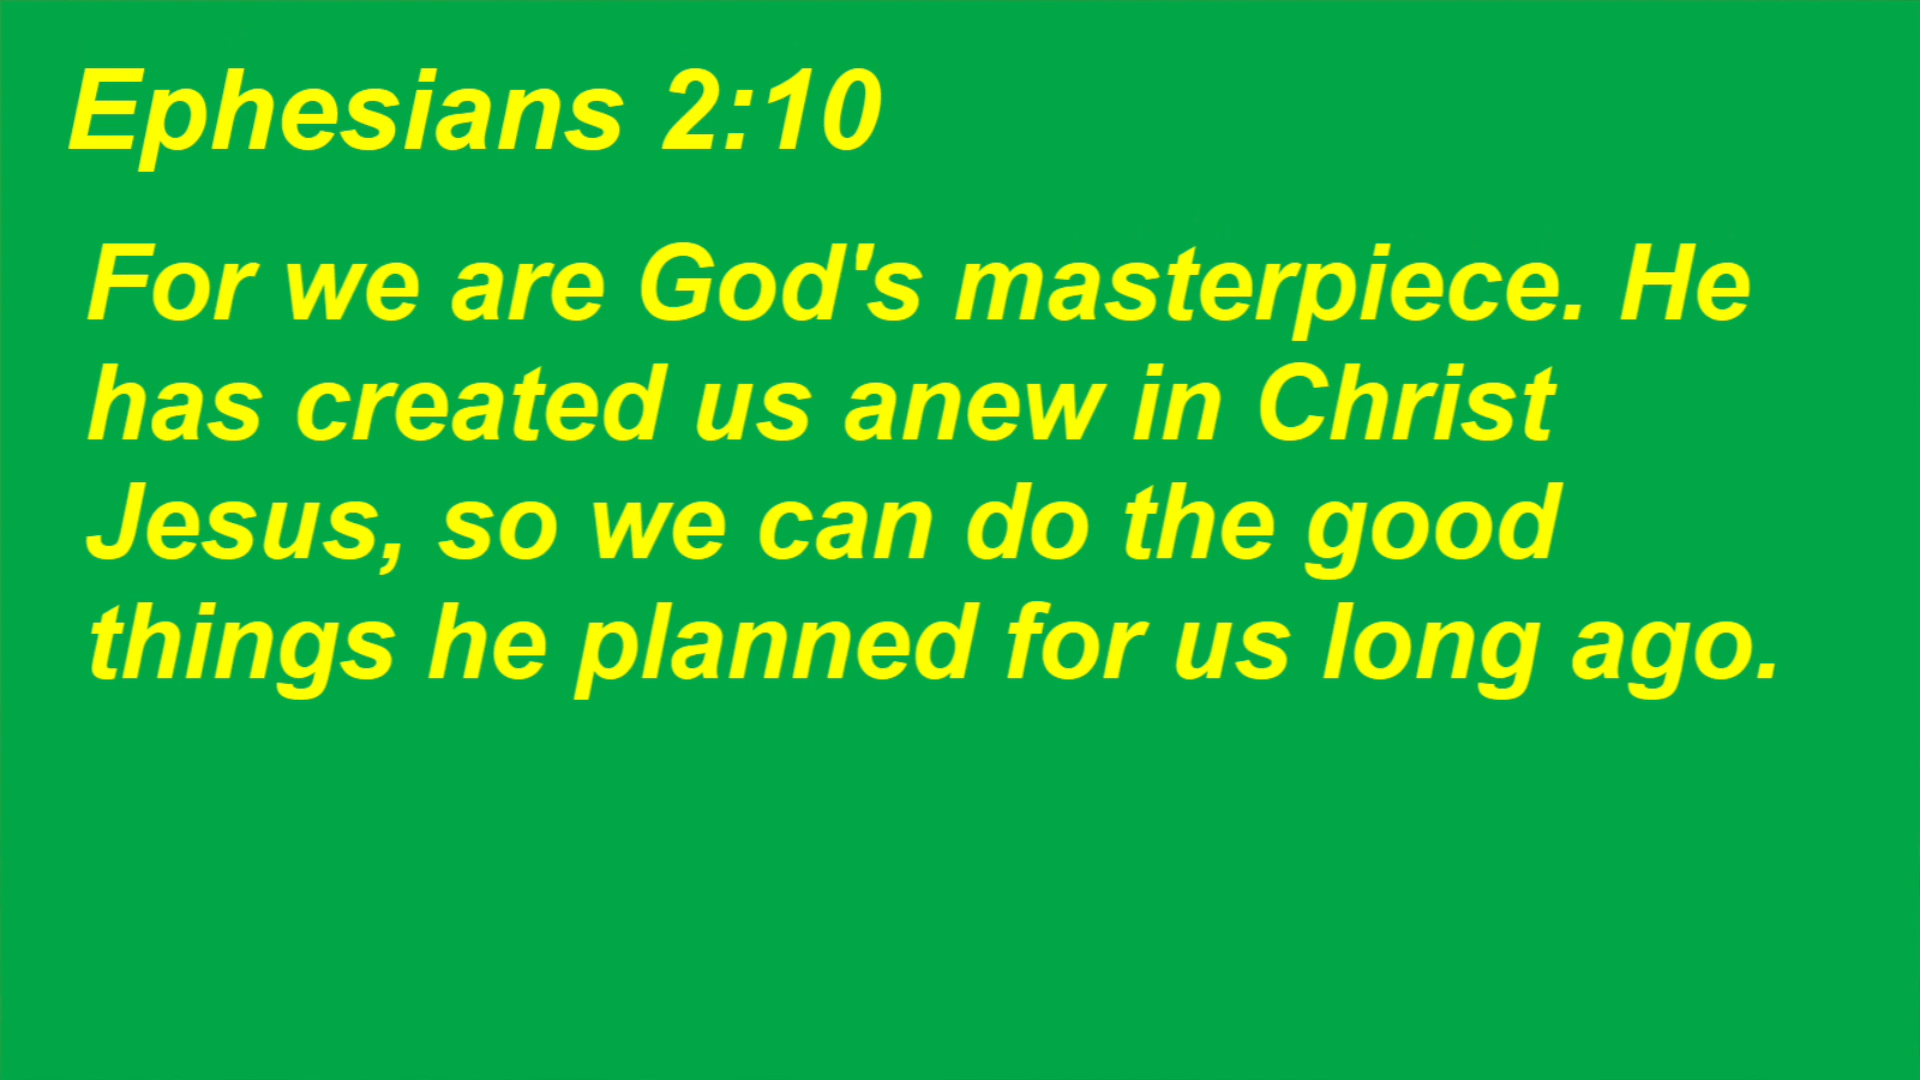 Ephesians 2:10
For we are God's masterpiece. He
has created us anew in Christ
Jesus, so we can do the good
things he planned for us long ago.